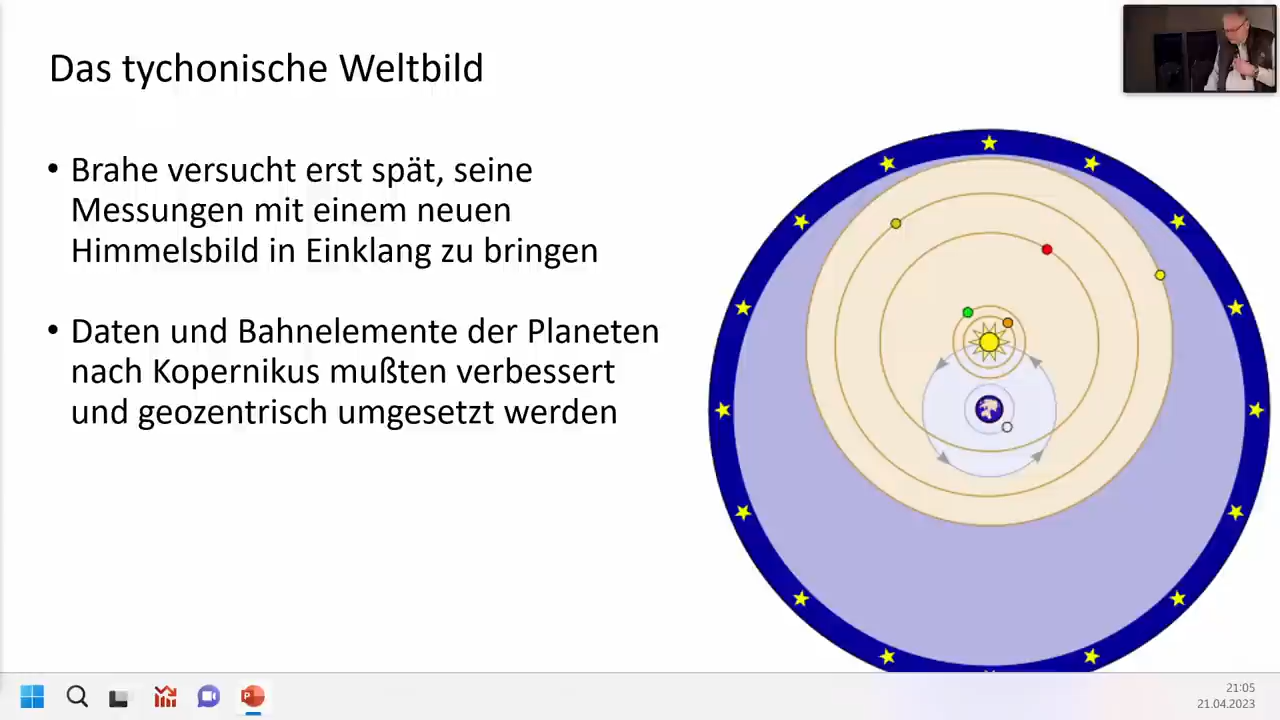 Das tychonische Weltbild
• Brahe versucht erst spät, seine
Messungen mit einem neuen
Himmelsbild in Einklang zu bringen
• Daten und Bahnelemente der Planeten
nach Kopernikus mußten verbessert
und geozentrisch umgesetzt werden
P
21:05
21.04.2023